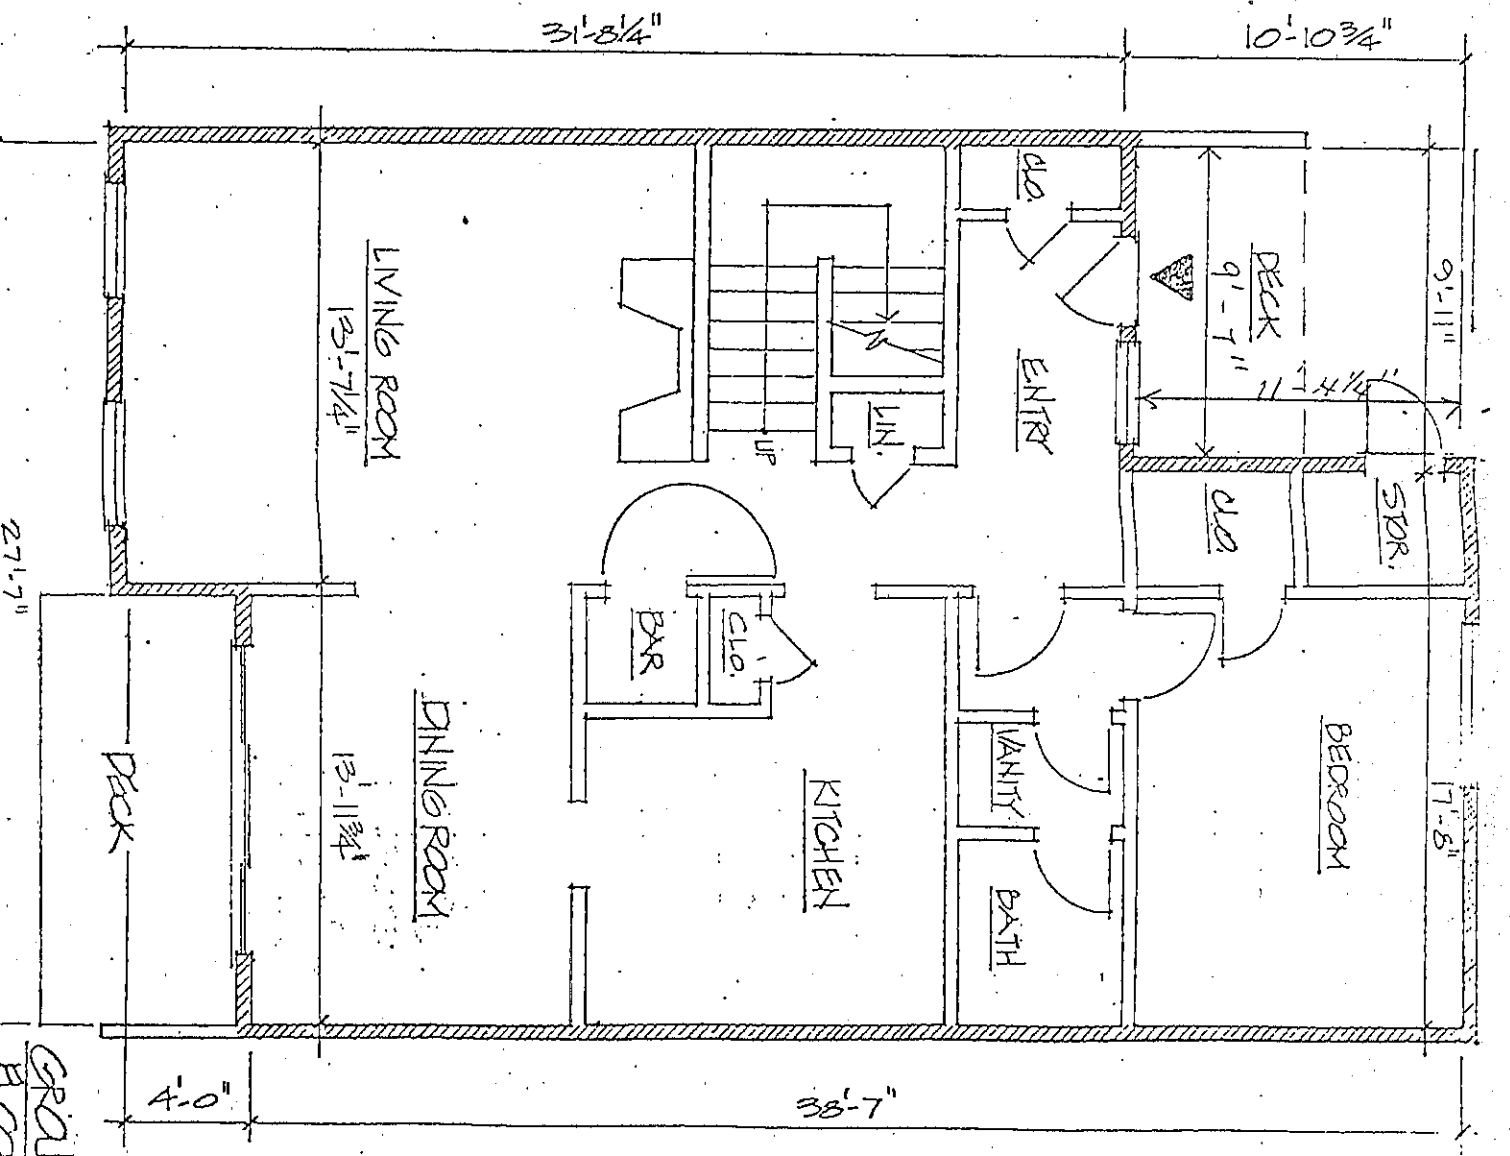 31'-8¼"
10'-10¾"
CLO.
DECK
9'-7"
9'-11"
11'-4¼"
LIVING ROOM
13'-7¼"
ENTRY
LIN.
UP
CLO.
STOR.
27'-7"
BAR
CLO.
DINING ROOM
13'-11¾"
KITCHEN
VANITY
BATH
BEDROOM
17'-8"
DECK
4'-0"
38'-7"